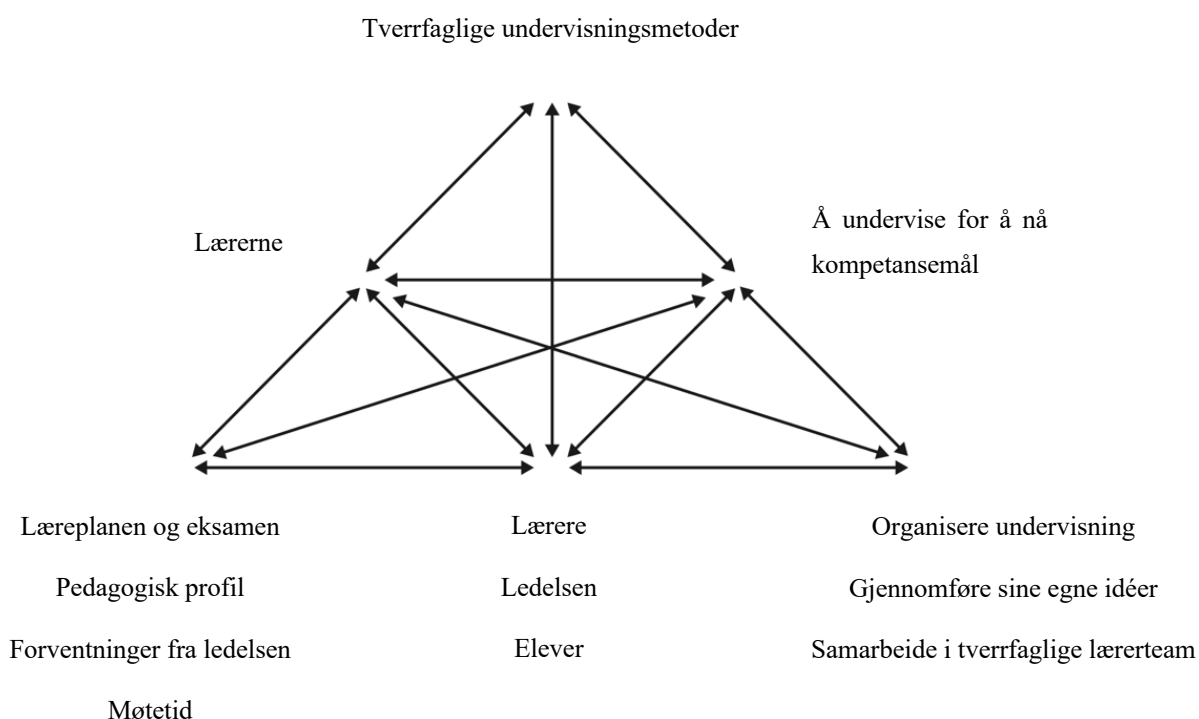 Tverrfaglige undervisningsmetoder
Lærerne
Å undervise for å nå
kompetansemål
Læreplanen og eksamen
Pedagogisk profil
Forventninger fra ledelsen
Møtetid
Lærere
Ledelsen
Elever
Organisere undervisning
Gjennomføre sine egne idéer
Samarbeide i tverrfaglige lærerteam